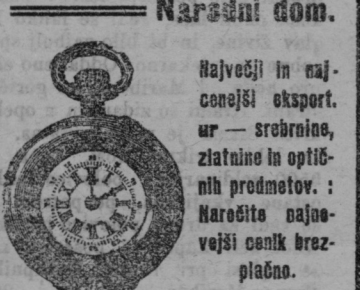 Narodni dom.
Največji in naj-
cenejši eksport.
ur — srebrnine,
zlatnine in optič-
nih predmetov. :
Naročite najno-
vejši cenik brez-
plačno.